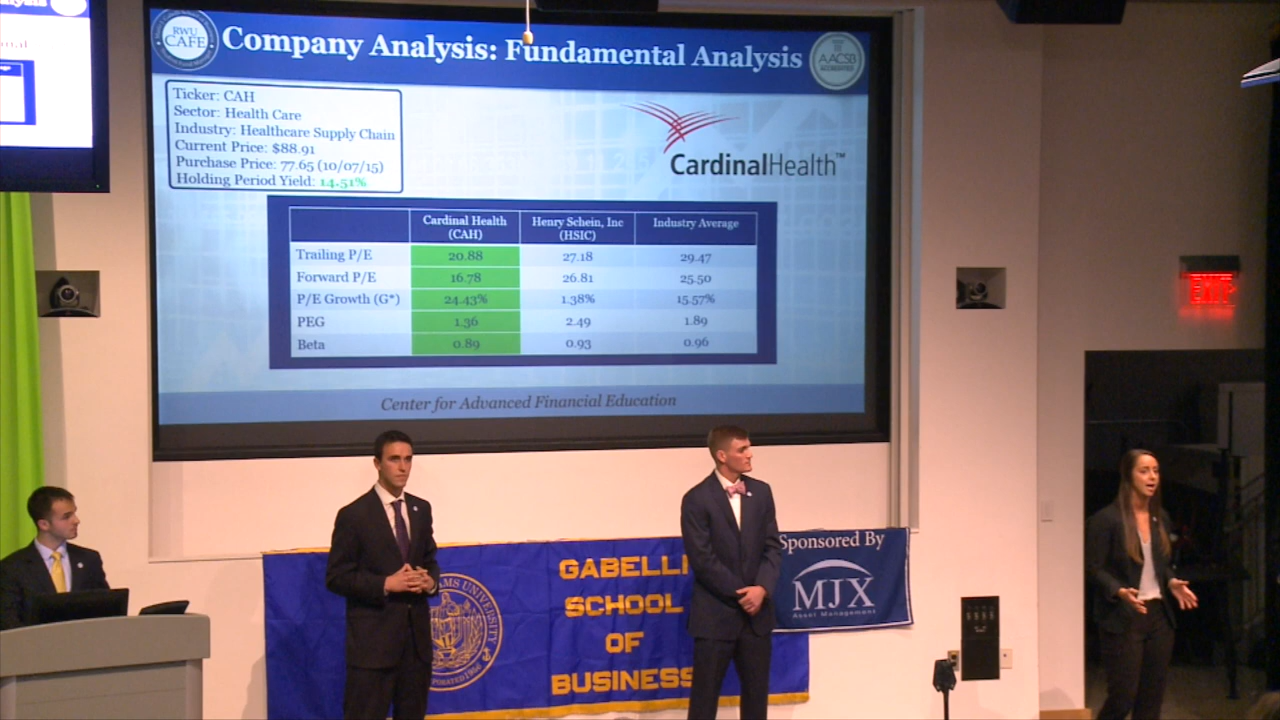 RWU
CAFE
Company Analysis: Fundamental Analysis
AACSB
ACCREDITED
Ticker: CAH
Sector: Health Care
Industry: Healthcare Supply Chain
Current Price: $88.91
Purchase Price: 77.65 (10/07/15)
Holding Period Yield: 14.51%
CardinalHealth™
Cardinal Health (CAH) Henry Schein, Inc (HSIC) Industry Average
Trailing P/E 20.88 27.18 29.47
Forward P/E 16.78 26.81 25.50
P/E Growth (G*) 24.43% 1.38% 15.57%
PEG 1.36 2.49 1.89
Beta 0.89 0.93 0.96
Center for Advanced Financial Education
EXIT
GABELLI
SCHOOL
OF
BUSINESS
AMS UNIVERSITY
Sponsored By
MJX
Asset Management